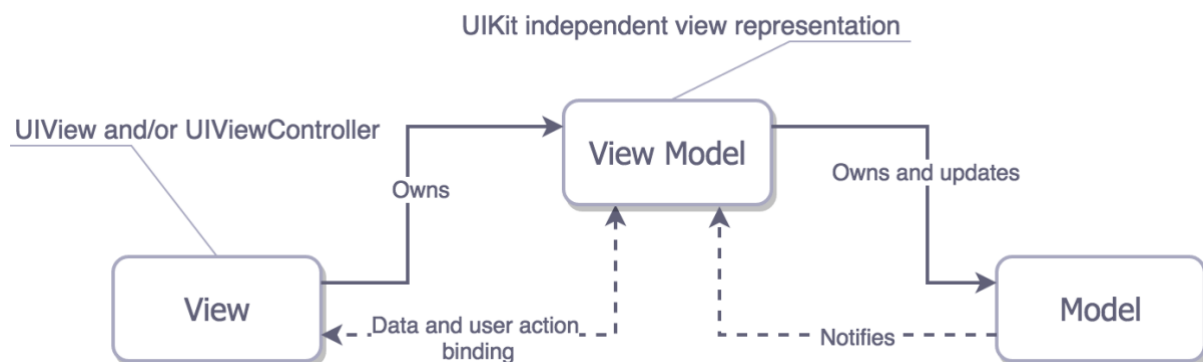 UIKit independent view representation
UIView and/or UIViewController
View Model
Owns
Owns and updates
View
Model
Data and user action
binding
Notifies